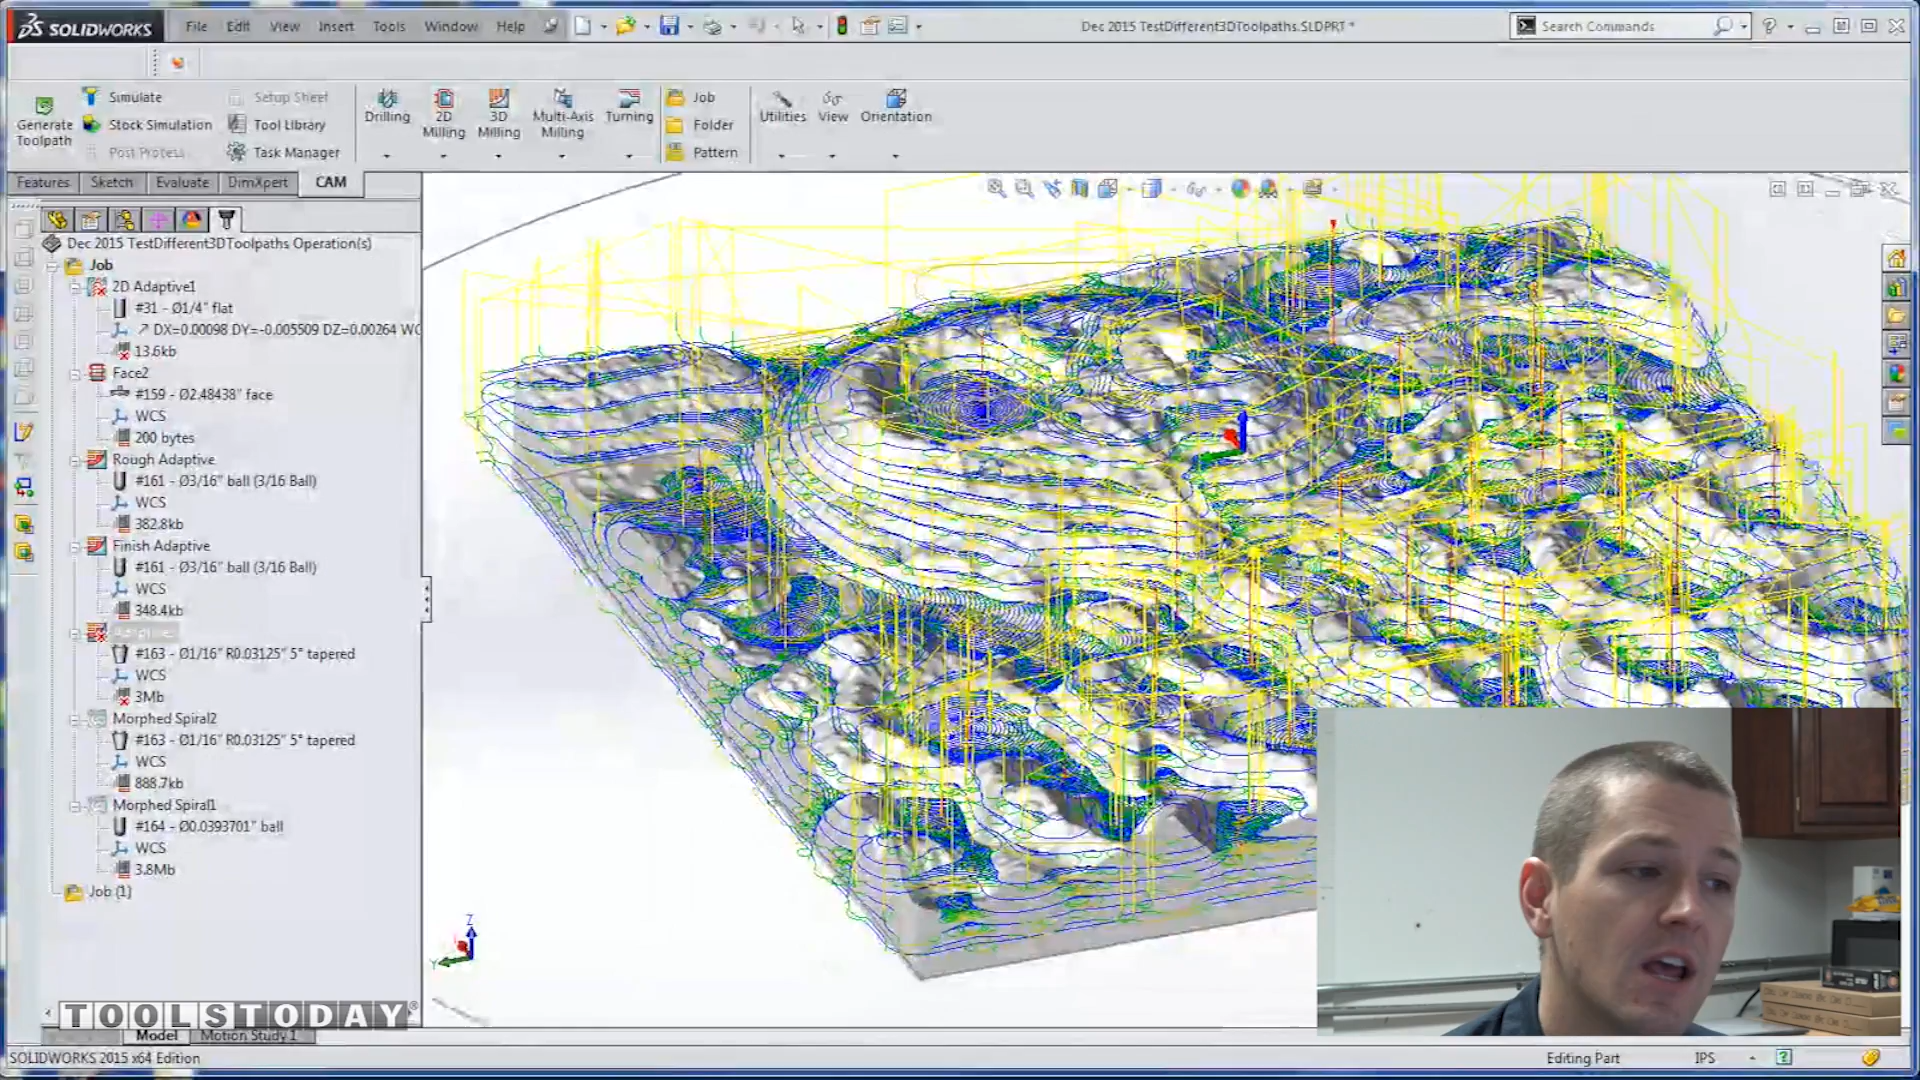 SOLIDWORKS File Edit View Insert Tools Window Help Dec 2015 TestDifferent3DToolpaths.SLDPRT * Search Commands
Generate Toolpath
Simulate
Stock Simulation
Post Process
Setup Sheet
Tool Library
Task Manager
Drilling
2D Milling
3D Milling
Multi-Axis Milling
Turning
Job
Folder
Pattern
Utilities
View
Orientation
Features Sketch Evaluate DimXpert CAM
Dec 2015 TestDifferent3DToolpaths Operation(s)
Job
2D Adaptive1
#31 - Ø1/4" flat
DX=0.00098 DY=-0.005509 DZ=0.00264 WC
13.6kb
Face2
#159 - Ø2.48438" face
WCS
200 bytes
Rough Adaptive
#161 - Ø3/16" ball (3/16 Ball)
WCS
382.8kb
Finish Adaptive
#161 - Ø3/16" ball (3/16 Ball)
WCS
348.4kb
#163 - Ø1/16" R0.03125" 5° tapered
WCS
3Mb
Morphed Spiral2
#163 - Ø1/16" R0.03125" 5° tapered
WCS
888.7kb
Morphed Spiral1
#164 - Ø0.0393701" ball
WCS
3.8Mb
Job (1)
Z
Y
TOOLSTODAY®
Model Motion Study 1
SOLIDWORKS 2015 x64 Edition Editing Part IPS